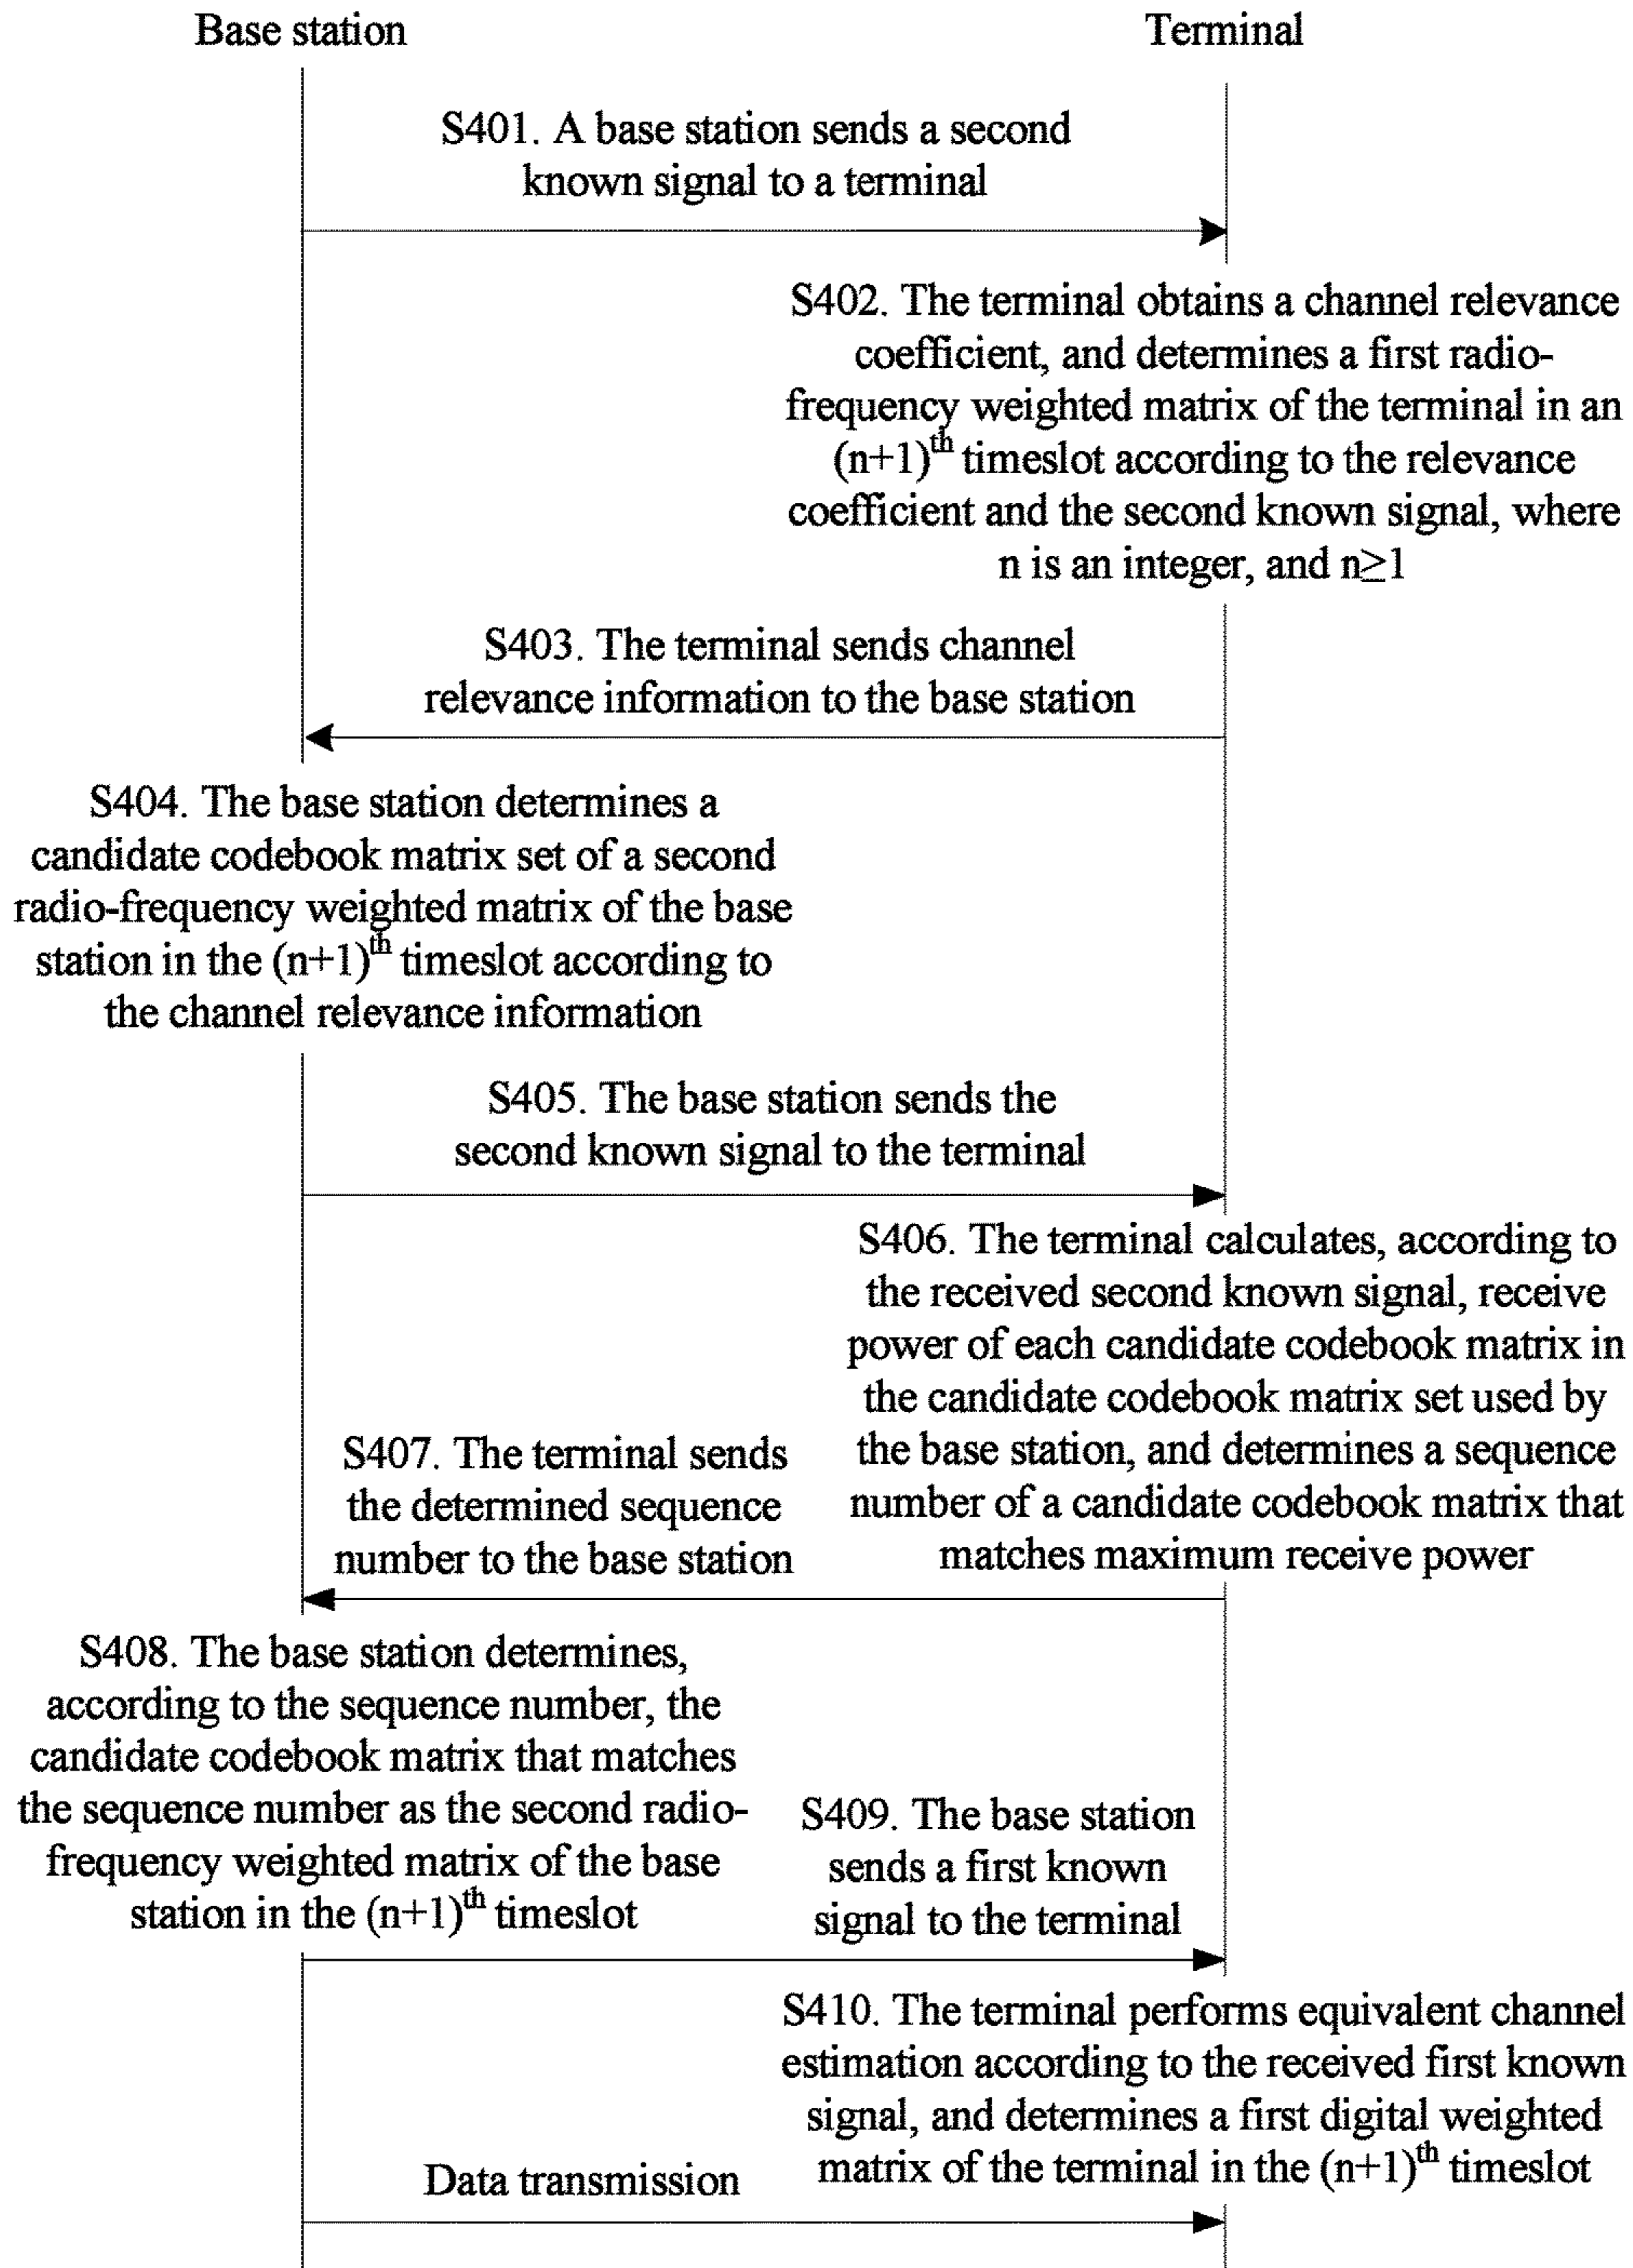 Base station
Terminal
S401. A base station sends a second
known signal to a terminal
S402. The terminal obtains a channel relevance
coefficient, and determines a first radio-
frequency weighted matrix of the terminal in an
(n+1)th timeslot according to the relevance
coefficient and the second known signal, where
n is an integer, and n≥1
S403. The terminal sends channel
relevance information to the base station
S404. The base station determines a
candidate codebook matrix set of a second
radio-frequency weighted matrix of the base
station in the (n+1)th timeslot according to
the channel relevance information
S405. The base station sends the
second known signal to the terminal
S406. The terminal calculates, according to
the received second known signal, receive
power of each candidate codebook matrix in
the candidate codebook matrix set used by
the base station, and determines a sequence
number of a candidate codebook matrix that
matches maximum receive power
S407. The terminal sends
the determined sequence
number to the base station
S408. The base station determines,
according to the sequence number, the
candidate codebook matrix that matches
the sequence number as the second radio-
frequency weighted matrix of the base
station in the (n+1)th timeslot
S409. The base station
sends a first known
signal to the terminal
S410. The terminal performs equivalent channel
estimation according to the received first known
signal, and determines a first digital weighted
matrix of the terminal in the (n+1)th timeslot
Data transmission